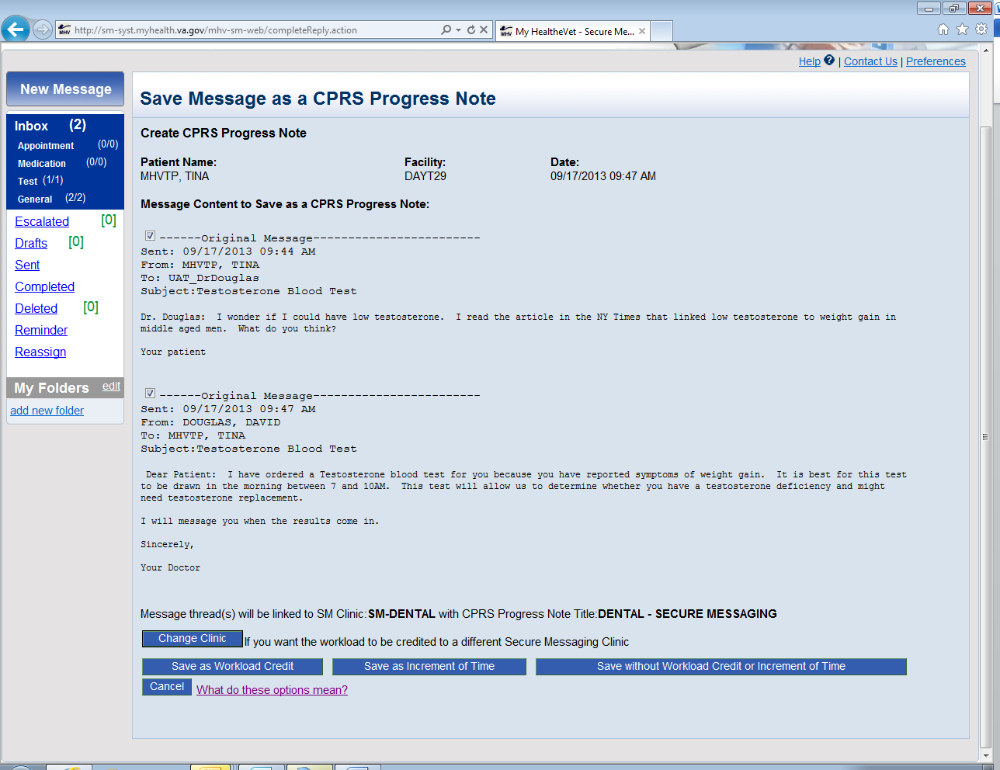 http://sm-syst.myhealth.va.gov/mhv-sm-web/completeReply.action
MHV My HealtheVet - Secure Me...
Help ? | Contact Us | Preferences
New Message
Inbox (2)
Appointment (0/0)
Medication (0/0)
Test (1/1)
General (2/2)
Escalated [0]
Drafts [0]
Sent
Completed
Deleted [0]
Reminder
Reassign
My Folders edit
add new folder
Save Message as a CPRS Progress Note
Create CPRS Progress Note
Patient Name: Facility: Date:
MHVTP, TINA DAYT29 09/17/2013 09:47 AM
Message Content to Save as a CPRS Progress Note:
------Original Message------------------------
Sent: 09/17/2013 09:44 AM
From: MHVTP, TINA
To: UAT_DrDouglas
Subject:Testosterone Blood Test
Dr. Douglas:  I wonder if I could have low testosterone.  I read the article in the NY Times that linked low testosterone to weight gain in
middle aged men.  What do you think?
Your patient
------Original Message------------------------
Sent: 09/17/2013 09:47 AM
From: DOUGLAS, DAVID
To: MHVTP, TINA
Subject:Testosterone Blood Test
Dear Patient:  I have ordered a Testosterone blood test for you because you have reported symptoms of weight gain.  It is best for this test
to be drawn in the morning between 7 and 10AM.  This test will allow us to determine whether you have a testosterone deficiency and might
need testosterone replacement.
I will message you when the results come in.
Sincerely,
Your Doctor
Message thread(s) will be linked to SM Clinic:SM-DENTAL with CPRS Progress Note Title:DENTAL - SECURE MESSAGING
Change Clinic If you want the workload to be credited to a different Secure Messaging Clinic
Save as Workload Credit Save as Increment of Time Save without Workload Credit or Increment of Time
Cancel What do these options mean?